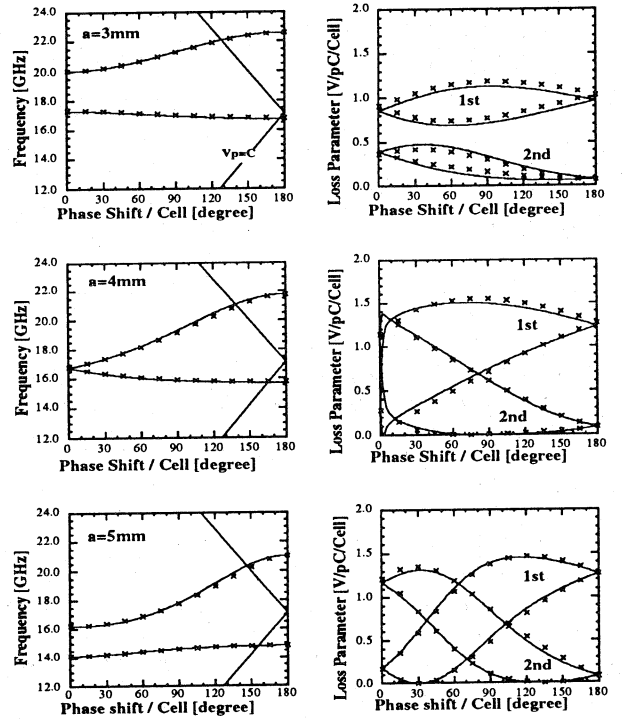 24.0
22.0
20.0
18.0
16.0
14.0
12.0
Frequency [GHz]
a=3mm
Vp=C
0 30 60 90 120 150 180
Phase Shift / Cell [degree]
2.0
1.5
1.0
0.5
0.0
Loss Parameter [V/pC/Cell]
1st
2nd
0 30 60 90 120 150 180
Phase Shift / Cell [degree]
24.0
22.0
20.0
18.0
16.0
14.0
12.0
Frequency [GHz]
a=4mm
0 30 60 90 120 150 180
Phase Shift / Cell [degree]
2.0
1.5
1.0
0.5
0.0
Loss Parameter [V/pC/Cell]
1st
2nd
0 30 60 90 120 150 180
Phase Shift / Cell [degree]
24.0
22.0
20.0
18.0
16.0
14.0
12.0
Frequency [GHz]
a=5mm
0 30 60 90 120 150 180
Phase Shift / Cell [degree]
2.0
1.5
1.0
0.5
0.0
Loss Parameter [V/pC/Cell]
1st
2nd
0 30 60 90 120 150 180
Phase shift / Cell [degree]